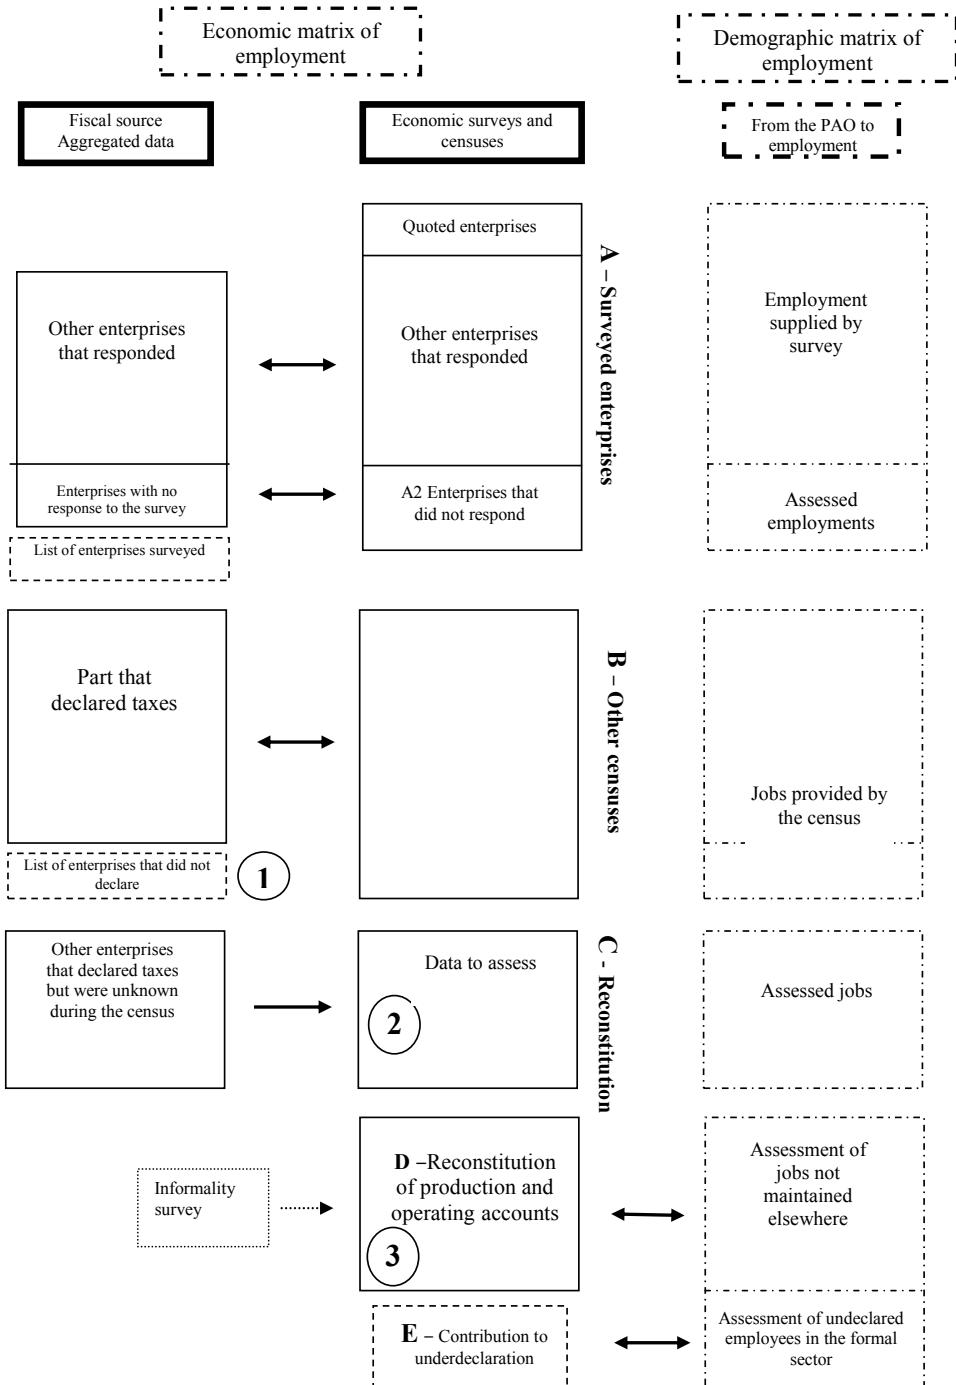 Economic matrix of
employment
Demographic matrix of
employment
Fiscal source
Aggregated data
Economic surveys and
censuses
From the PAO to
employment
Quoted enterprises
Other enterprises
that responded
Other enterprises
that responded
A – Surveyed enterprises
Employment
supplied by
survey
Enterprises with no
response to the survey
A2 Enterprises that
did not respond
Assessed
employments
List of enterprises surveyed
Part that
declared taxes
B – Other censuses
Jobs provided by
the census
List of enterprises that did not
declare
1
Other enterprises
that declared taxes
but were unknown
during the census
Data to assess
2
C - Reconstitution
Assessed jobs
Informality
survey
D –Reconstitution
of production and
operating accounts
3
Assessment of
jobs not
maintained
elsewhere
E – Contribution to
underdeclaration
Assessment of undeclared
employees in the formal
sector